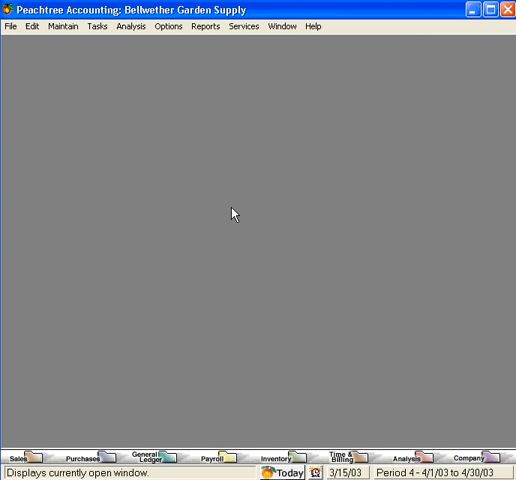 Peachtree Accounting: Bellwether Garden Supply
File Edit Maintain Tasks Analysis Options Reports Services Window Help
Sales Purchases General Ledger Payroll Inventory Time & Billing Analysis Company
Displays currently open window. Today 3/15/03 Period 4 - 4/1/03 to 4/30/03